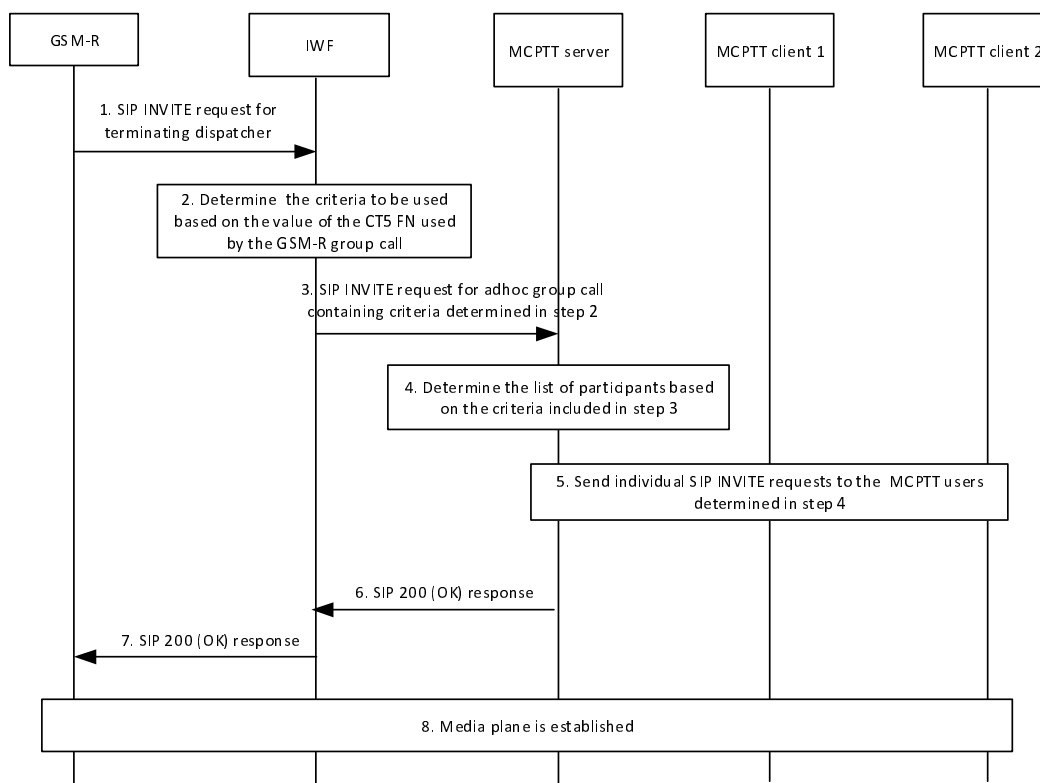 GSM-R
IWF
MCPTT server
MCPTT client 1
MCPTT client 2
1. SIP INVITE request for
terminating dispatcher
2. Determine the criteria to be used
based on the value of the CT5 FN used
by the GSM-R group call
3. SIP INVITE request for adhoc group call
containing criteria determined in step 2
4. Determine the list of participants based
on the criteria included in step 3
5. Send individual SIP INVITE requests to the MCPTT users
determined in step 4
6. SIP 200 (OK) response
7. SIP 200 (OK) response
8. Media plane is established